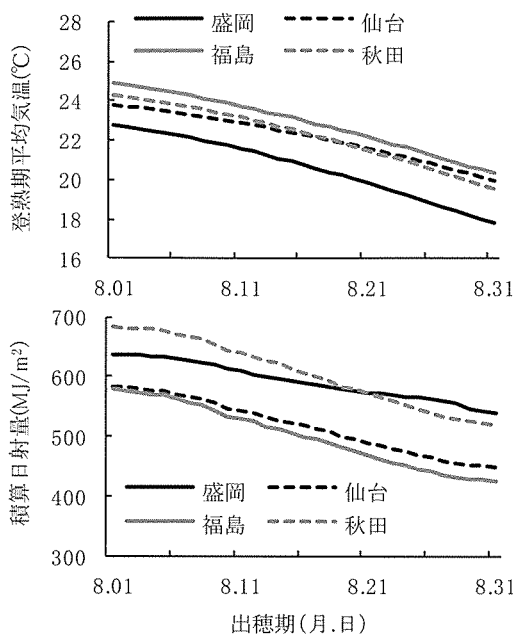 登熟期平均気温(℃)
28
26
24
22
20
18
16
盛岡 仙台
福島 秋田
8.01 8.11 8.21 8.31
積算日射量(MJ/m²)
700
600
500
400
300
盛岡 仙台
福島 秋田
8.01 8.11 8.21 8.31
出穂期(月.日)